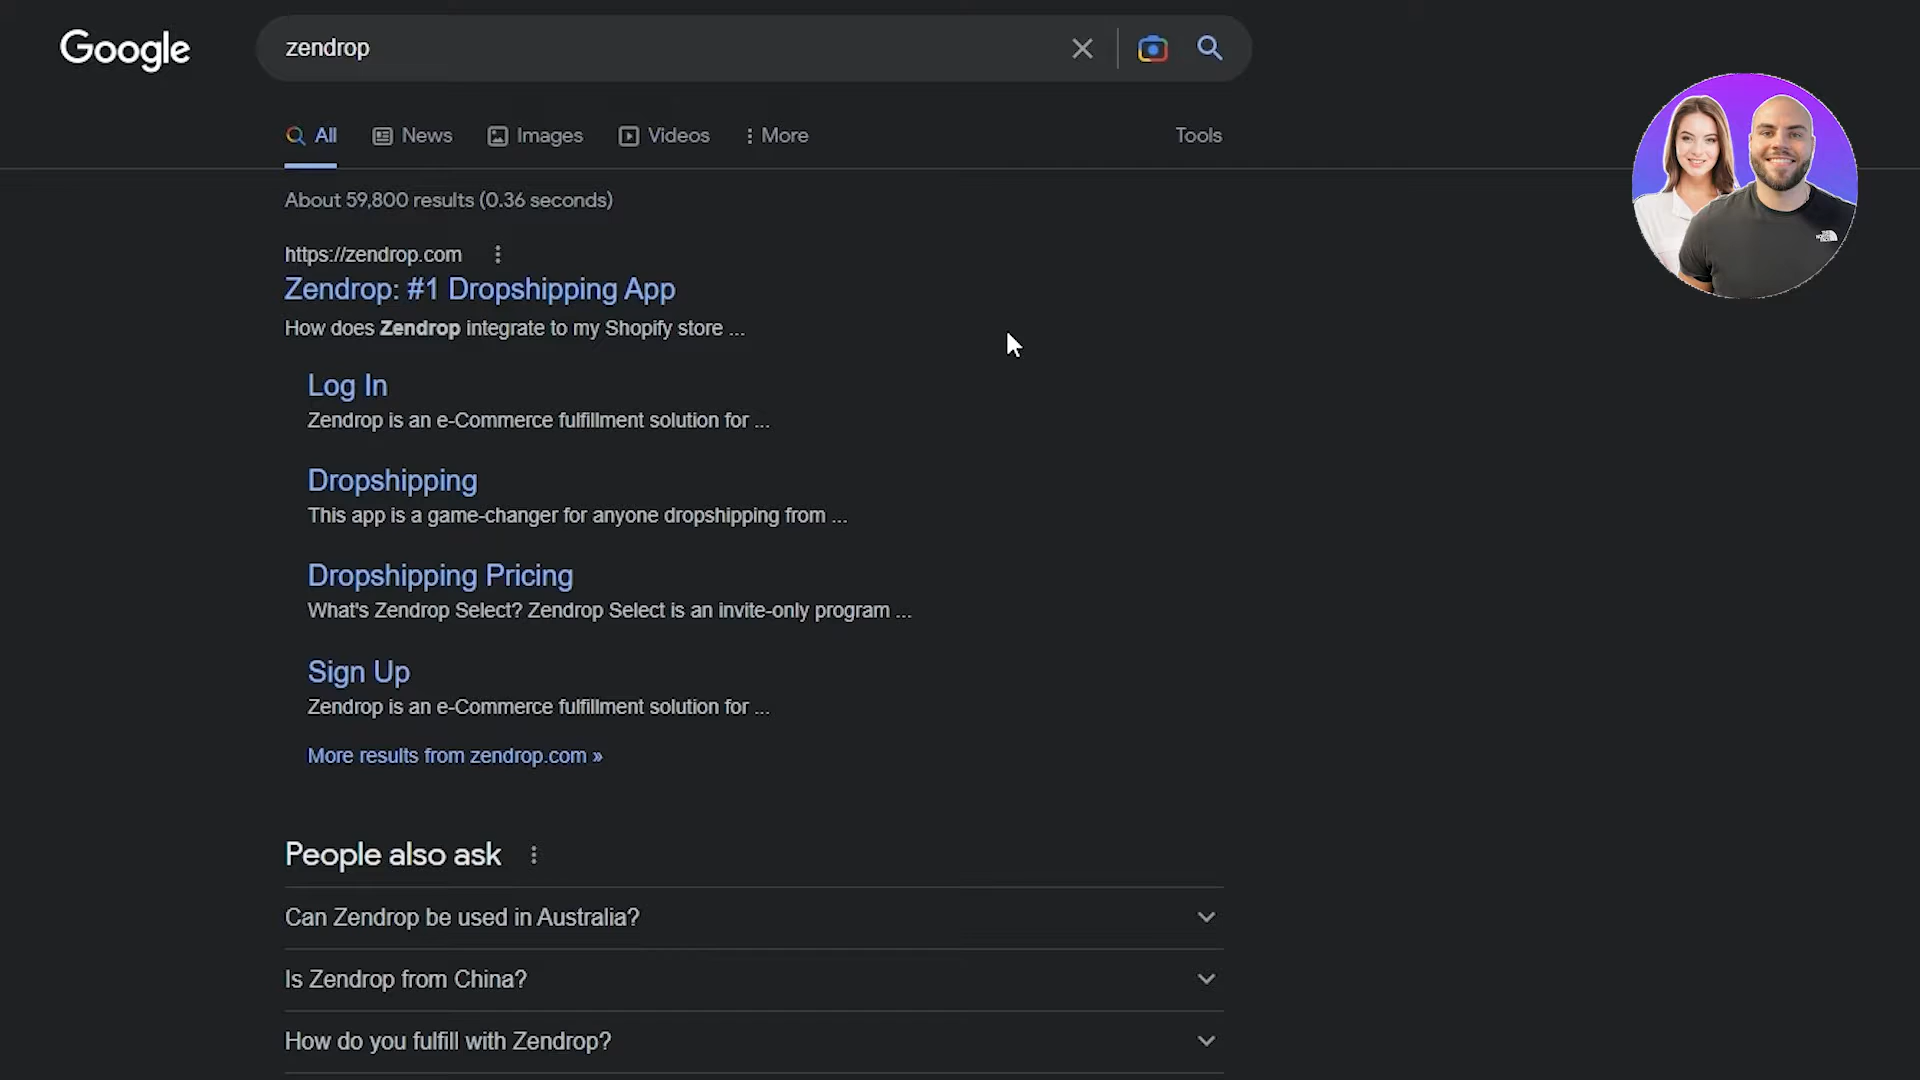 Google
zendrop
All News Images Videos More Tools
About 59,800 results (0.36 seconds)
https://zendrop.com
Zendrop: #1 Dropshipping App
How does Zendrop integrate to my Shopify store ...
Log In
Zendrop is an e-Commerce fulfillment solution for ...
Dropshipping
This app is a game-changer for anyone dropshipping from ...
Dropshipping Pricing
What's Zendrop Select? Zendrop Select is an invite-only program ...
Sign Up
Zendrop is an e-Commerce fulfillment solution for ...
More results from zendrop.com »
People also ask
Can Zendrop be used in Australia?
Is Zendrop from China?
How do you fulfill with Zendrop?